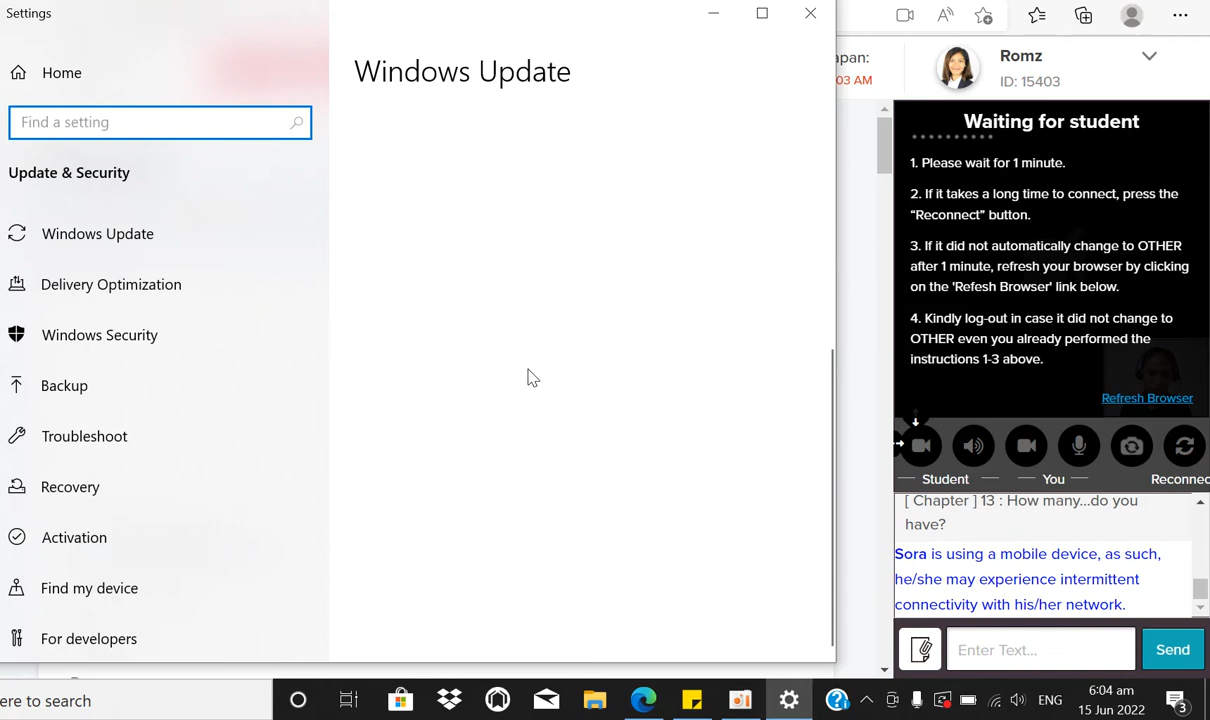 Settings
Home
Find a setting
Update & Security
Windows Update
Delivery Optimization
Windows Security
Backup
Troubleshoot
Recovery
Activation
Find my device
For developers
Windows Update
apan:
03 AM
Romz
ID: 15403
Waiting for student
1. Please wait for 1 minute.
2. If it takes a long time to connect, press the
“Reconnect” button.
3. If it did not automatically change to OTHER
after 1 minute, refresh your browser by clicking
on the 'Refesh Browser' link below.
4. Kindly log-out in case it did not change to
OTHER even you already performed the
instructions 1-3 above.
Refresh Browser
Student
You
Reconnec
[ Chapter ] 13 : How many...do you
have?
Sora is using a mobile device, as such,
he/she may experience intermittent
connectivity with his/her network.
Enter Text...
Send
ere to search
ENG
6:04 am
15 Jun 2022
3